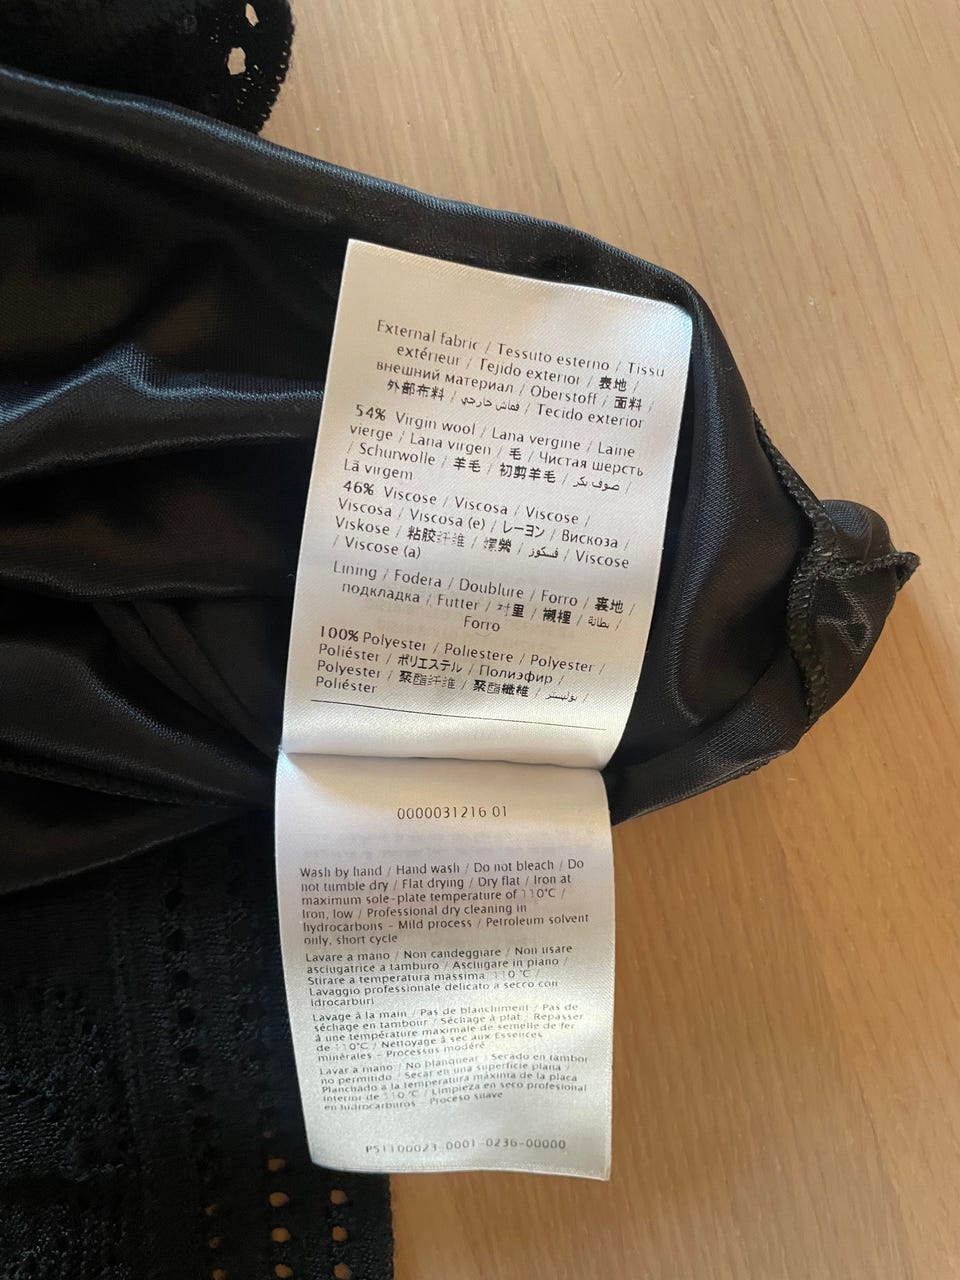 External fabric / Tessuto esterno / Tissu
extérieur / Tejido exterior / 表地 /
внешний материал / Oberstoff / 面料 /
外部布料 / قماش خارجي / Tecido exterior
54% Virgin wool / Lana vergine / Laine
vierge / Lana virgen / 毛 / Чистая шерсть
/ Schurwolle / 羊毛 / 初剪羊毛 / صوف بكر /
Lã virgem
46% Viscose / Viscosa / Viscose /
Viscosa / Viscosa (e) / レーヨン / Вискоза /
Viskose / 粘胶纤维 / 嫘縈 / فسكوز / Viscose
/ Viscose (a)
Lining / Fodera / Doublure / Forro / 裏地 /
подкладка / Futter / 衬里 / 襯裡 / بطانة /
Forro
100% Polyester / Poliestere / Polyester /
Poliéster / ポリエステル / Полиэфир /
Polyester / 聚酯纤维 / 聚酯纖維 / بوليستر /
Poliéster
0000031216 01
Wash by hand / Hand wash / Do not bleach / Do
not tumble dry / Flat drying / Dry flat / Iron at
maximum sole-plate temperature of 110°C /
Iron, low / Professional dry cleaning in
hydrocarbons - Mild process / Petroleum solvent
only, short cycle
Lavare a mano / Non candeggiare / Non usare
asciugatrice a tamburo / Asciugare in piano /
Stirare a temperatura massima 110°C /
Lavaggio professionale delicato a secco con
idrocarburi
Lavage à la main / Pas de blanchiment / Pas de
séchage en tambour / Séchage à plat / Repasser
à une température maximale de semelle de fer
de 110°C / Nettoyage à sec aux Essences
minérales - Processus modéré
Lavar a mano / No blanquear / Secado en tambor
no permitido / Secar en una superficie plana /
Planchado a la temperatura máxima de la placa
interior de 110°C / Limpieza en seco profesional
en hidrocarburos - Proceso suave
PS1100023-0001-0236-00000